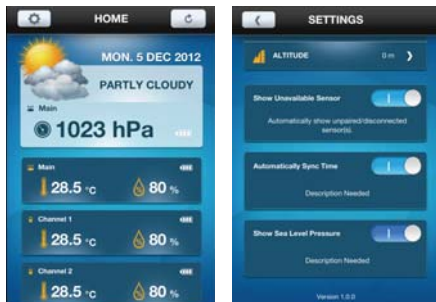 HOME
MON. 5 DEC 2012
PARTLY CLOUDY
Main
1023 hPa
Main
28.5 °C 80 %
Channel 1
28.5 °C 80 %
Channel 2
28.5 °C 80 %
SETTINGS
ALTITUDE 0 m
Show Unavailable Sensor
Automatically show unpaired/disconnected
sensor(s).
Automatically Sync Time
Description Needed
Show Sea Level Pressure
Description Needed
Version 1.0.0